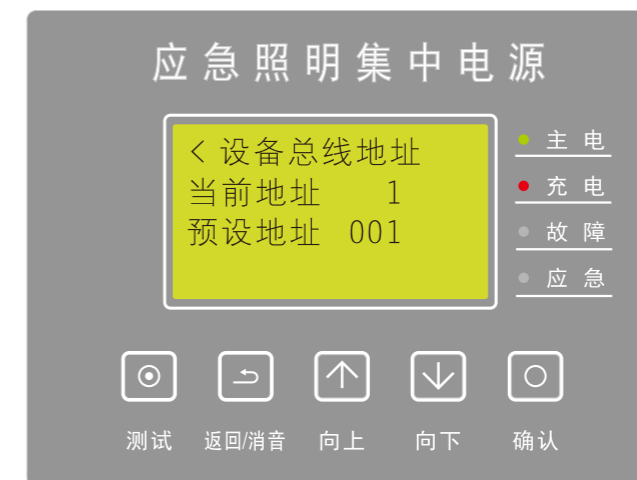 应急照明集中电源
< 设备总线地址
当前地址 1
预设地址 001
主电
充电
故障
应急
测试 返回/消音 向上 向下 确认